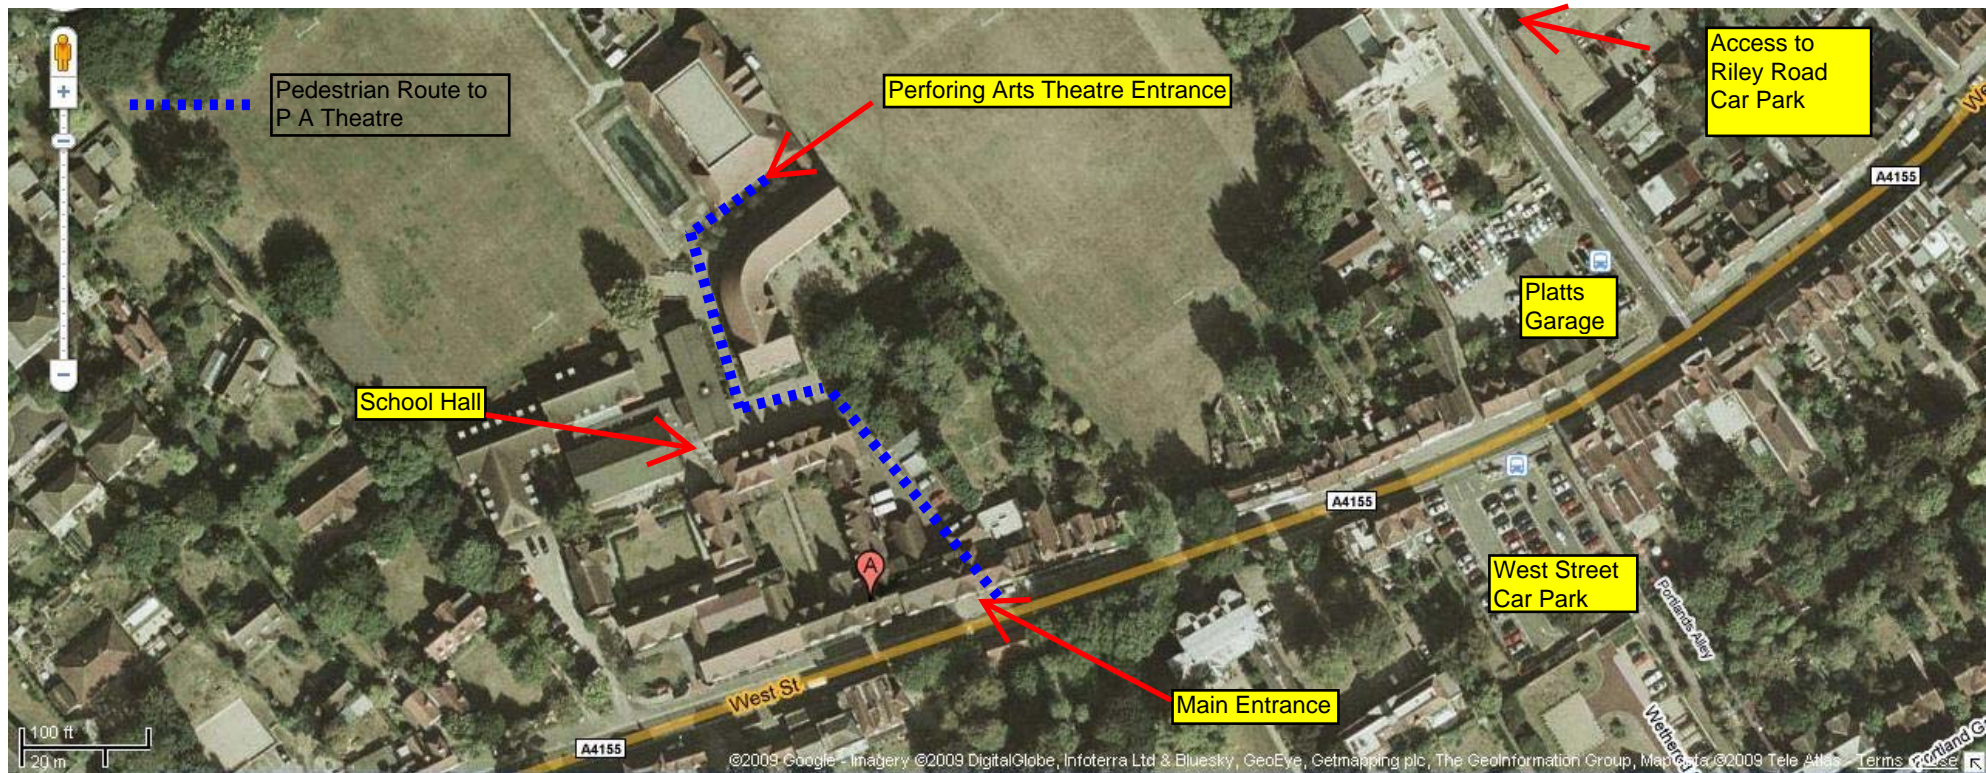 Pedestrian Route to
P A Theatre
Perforing Arts Theatre Entrance
Access to
Riley Road
Car Park
A4155
Platts
Garage
School Hall
A4155
A
West Street
Car Park
Portlands Alley
West St
Main Entrance
A4155
100 ft
20 m
©2009 Google - Imagery ©2009 DigitalGlobe, Infoterra Ltd & Bluesky, GeoEye, Getmapping plc, The GeoInformation Group, Map data ©2009 Tele Atlas - Terms of Use